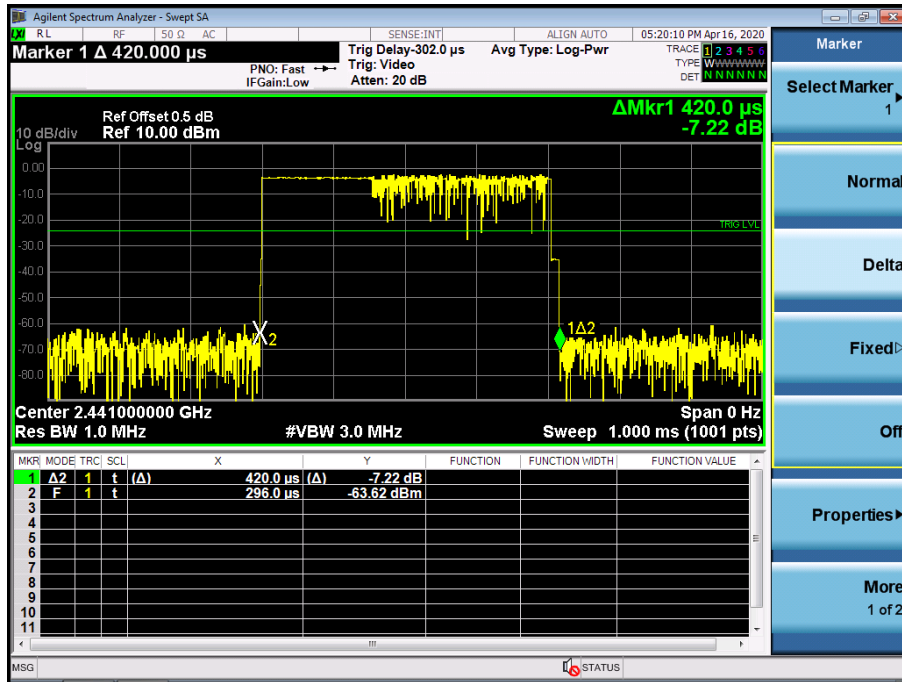 Agilent Spectrum Analyzer - Swept SA
LXI RL RF 50 Ω AC SENSE:INT ALIGN AUTO 05:20:10 PM Apr 16, 2020
Marker 1 Δ 420.000 µs
PNO: Fast
IFGain:Low
Trig Delay-302.0 µs
Trig: Video
Atten: 20 dB
Avg Type: Log-Pwr
TRACE 1 2 3 4 5 6
TYPE WWWWWW
DET N N N N N N
ΔMkr1 420.0 µs
-7.22 dB
Ref Offset 0.5 dB
10 dB/div Ref 10.00 dBm
Log
0.00
-10.0
-20.0
TRIG LVL
-30.0
-40.0
-50.0
-60.0
1Δ2
2
-70.0
-80.0
Center 2.441000000 GHz Span 0 Hz
Res BW 1.0 MHz #VBW 3.0 MHz Sweep 1.000 ms (1001 pts)
MKR MODE TRC SCL X Y FUNCTION FUNCTION WIDTH FUNCTION VALUE
1 Δ2 1 t (Δ) 420.0 µs (Δ) -7.22 dB
2 F 1 t 296.0 µs -63.62 dBm
3
4
5
6
7
8
9
10
11
MSG STATUS
Marker
Select Marker
1
Normal
Delta
Fixed
Off
Properties
More
1 of 2